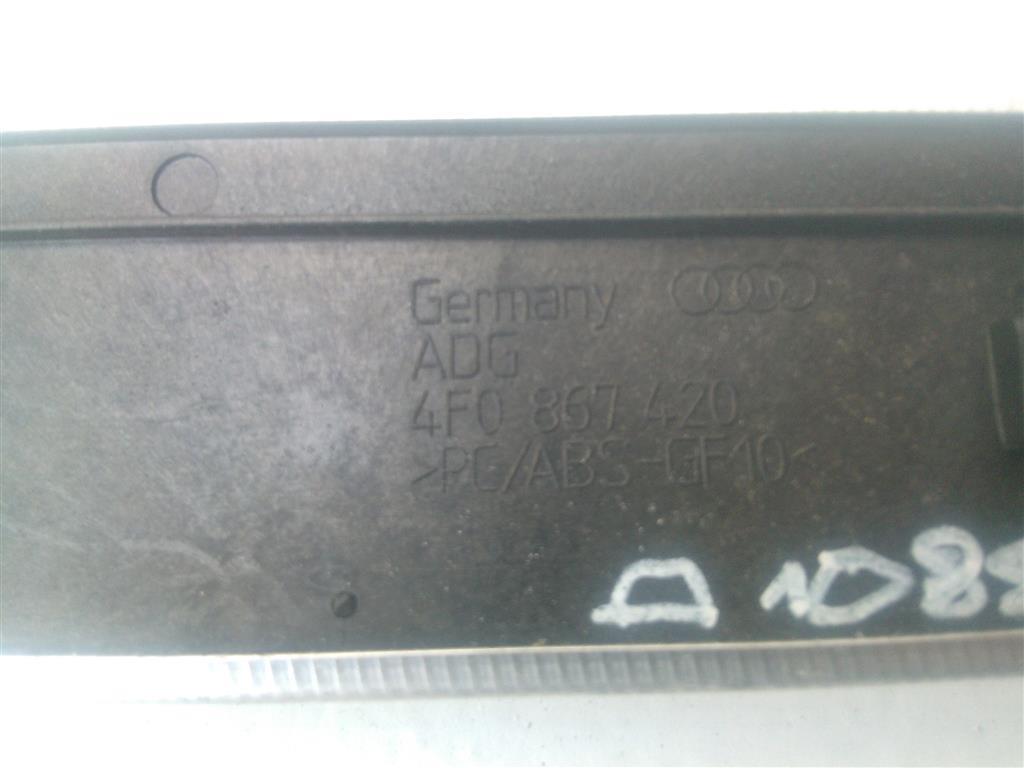 Germany
ADG
4F0 867 420
>PC/ABS-GF10<